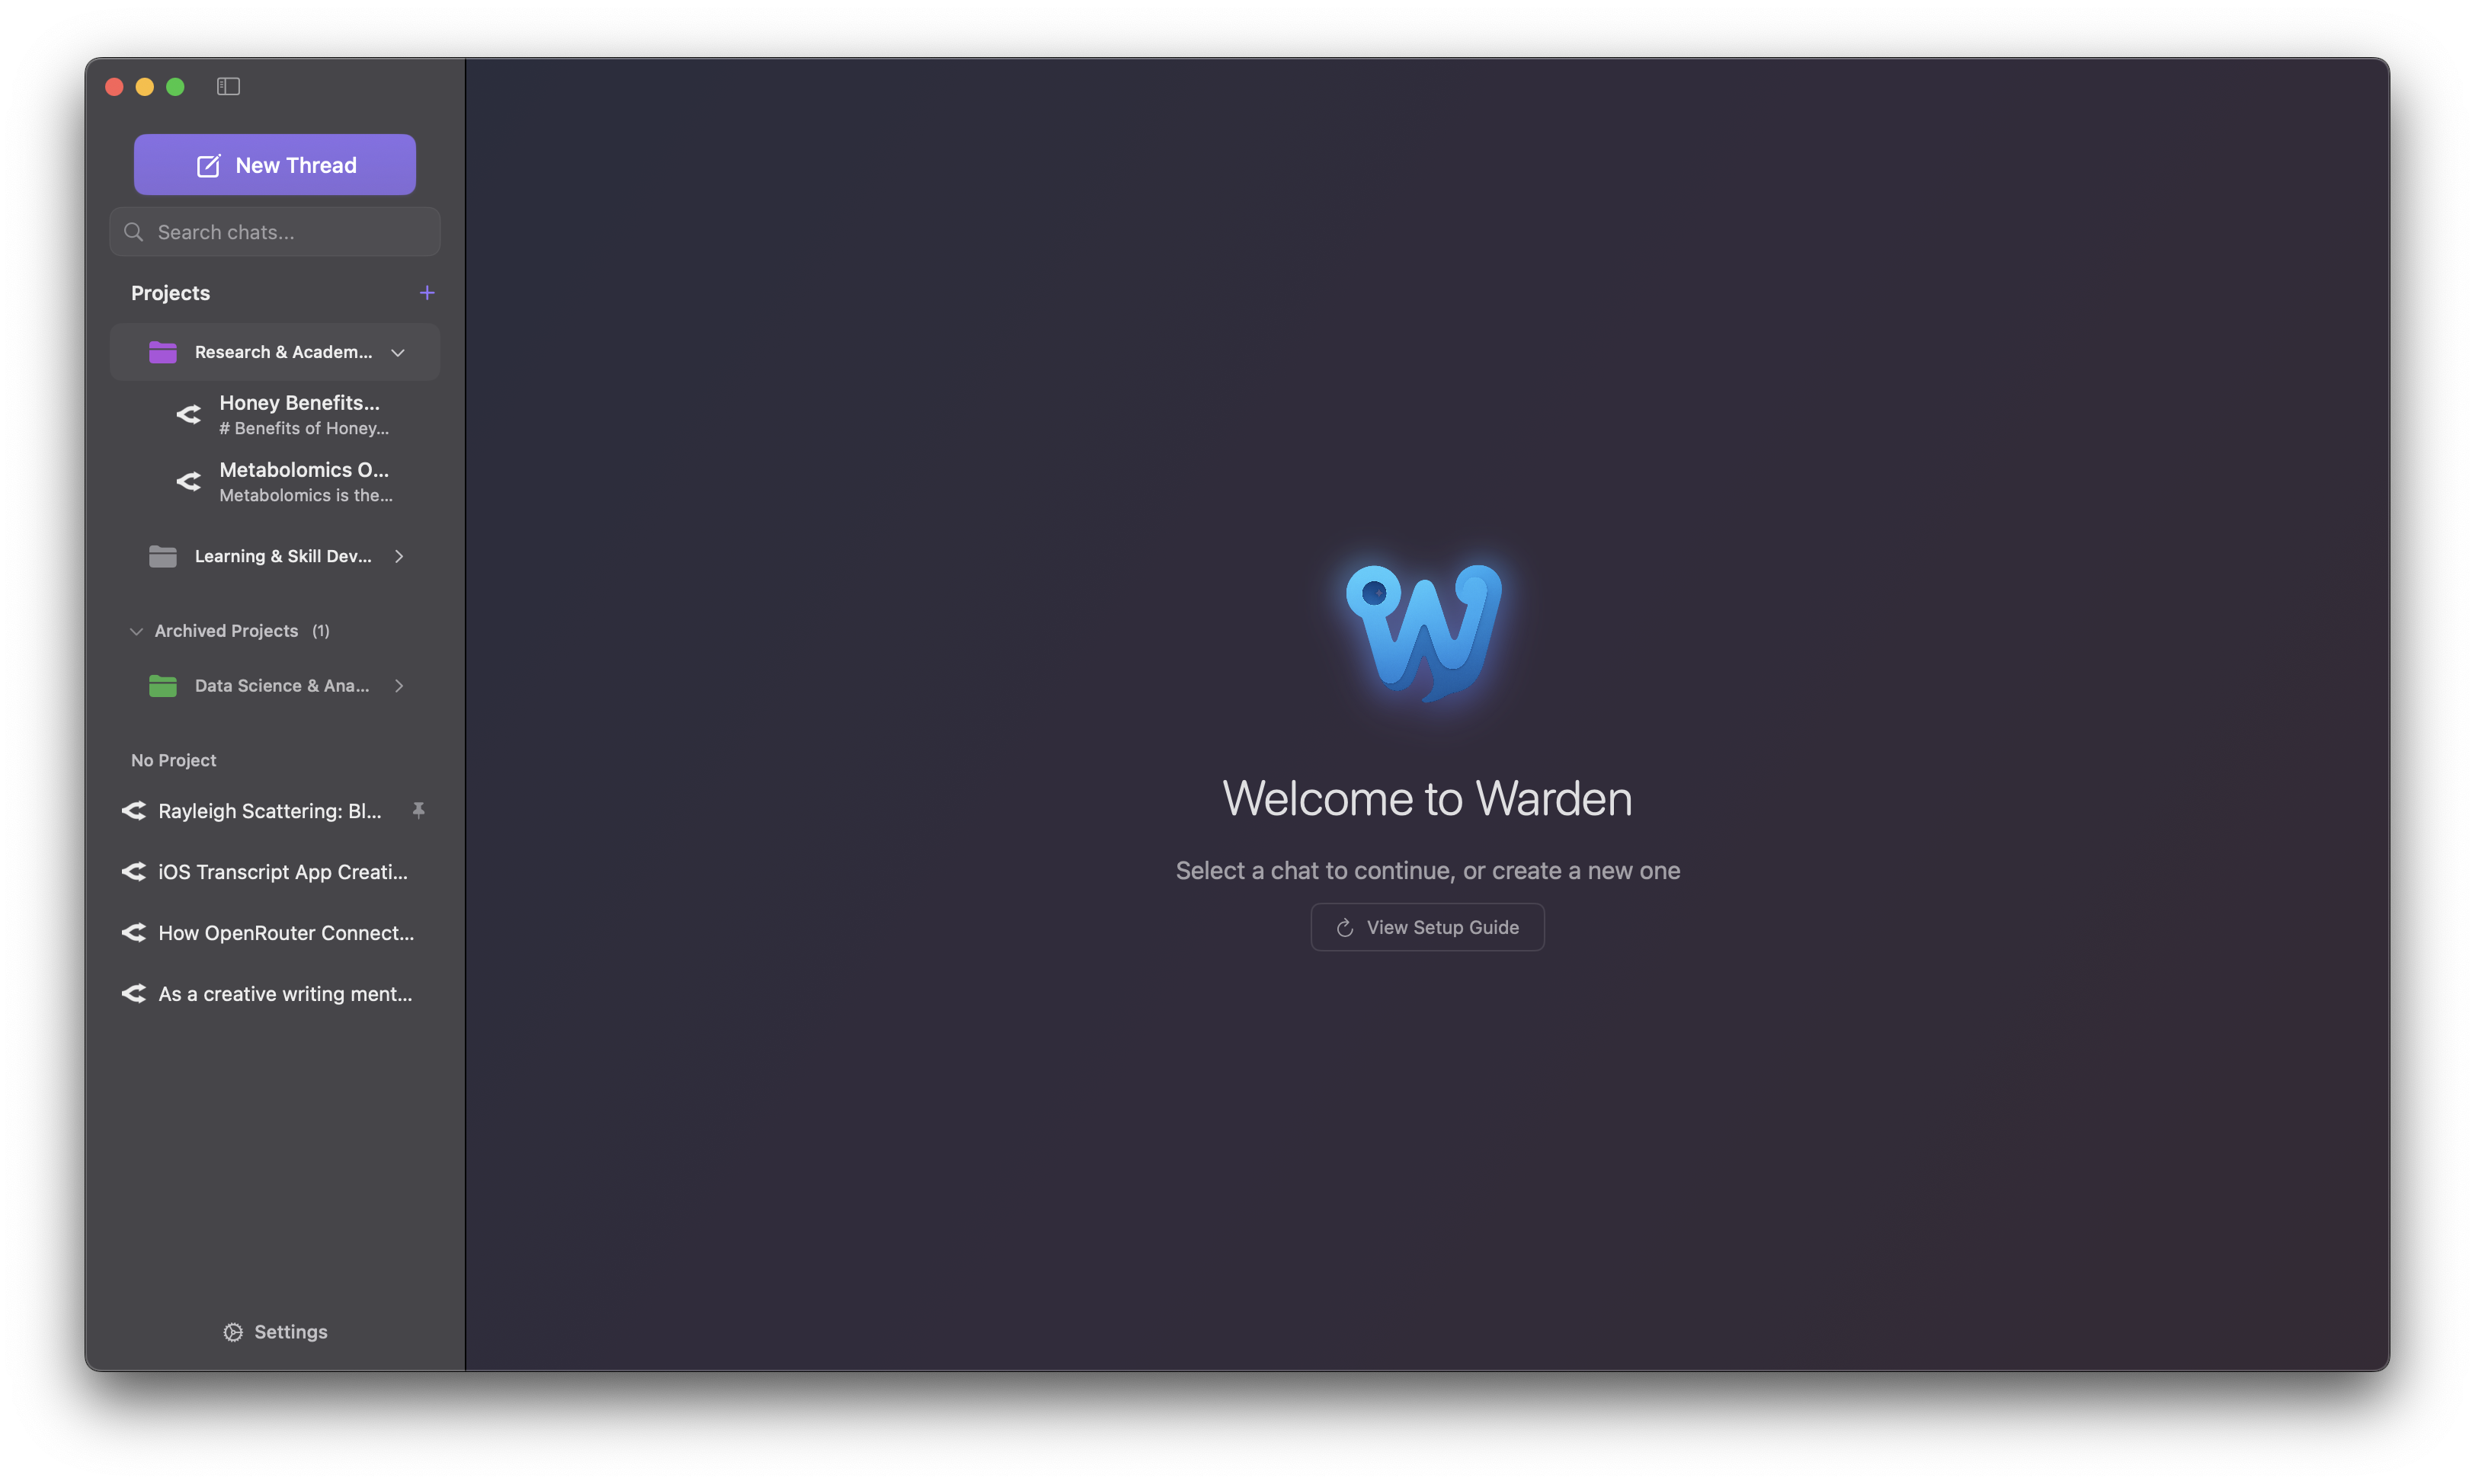 New Thread
Search chats...
Projects
Research & Academ...
Honey Benefits...
# Benefits of Honey...
Metabolomics O...
Metabolomics is the...
Learning & Skill Dev...
Archived Projects (1)
Data Science & Ana...
No Project
Rayleigh Scattering: Bl...
iOS Transcript App Creati...
How OpenRouter Connect...
As a creative writing ment...
Settings
W
Welcome to Warden
Select a chat to continue, or create a new one
View Setup Guide